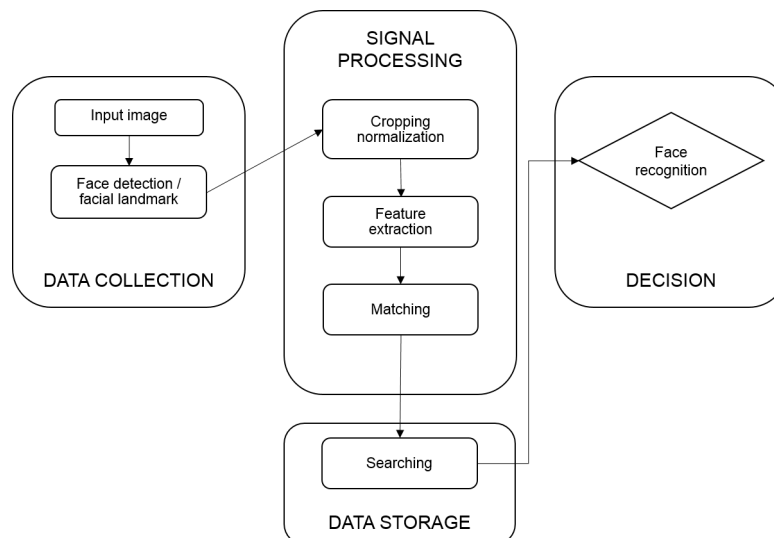 Input image
Face detection /
facial landmark
DATA COLLECTION
SIGNAL
PROCESSING
Cropping
normalization
Feature
extraction
Matching
Searching
DATA STORAGE
Face
recognition
DECISION